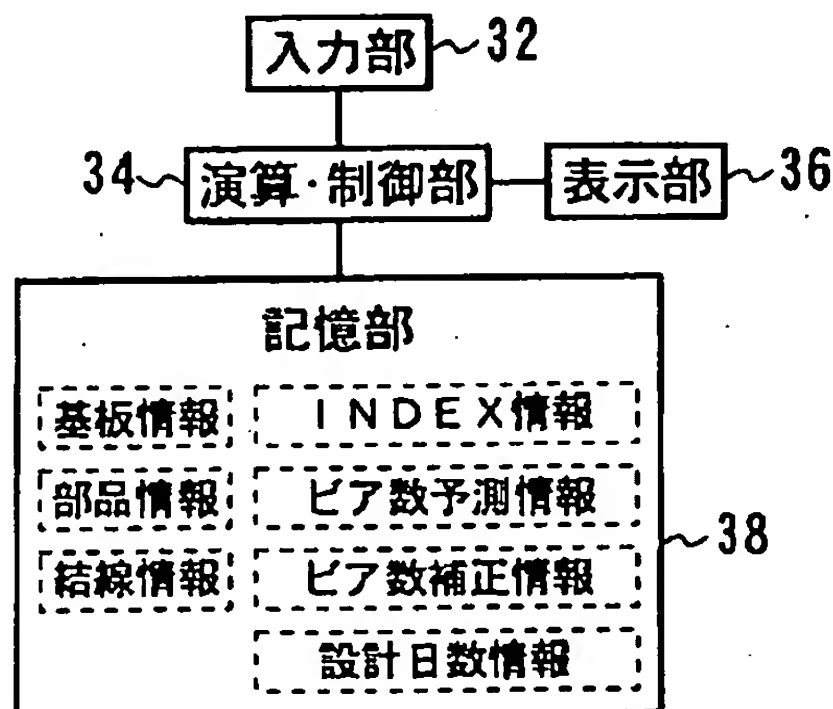 入力部 32
34 演算・制御部 表示部 36
記憶部
基板情報 INDEX情報
部品情報 ビア数予測情報
38
結線情報 ビア数補正情報
設計日数情報